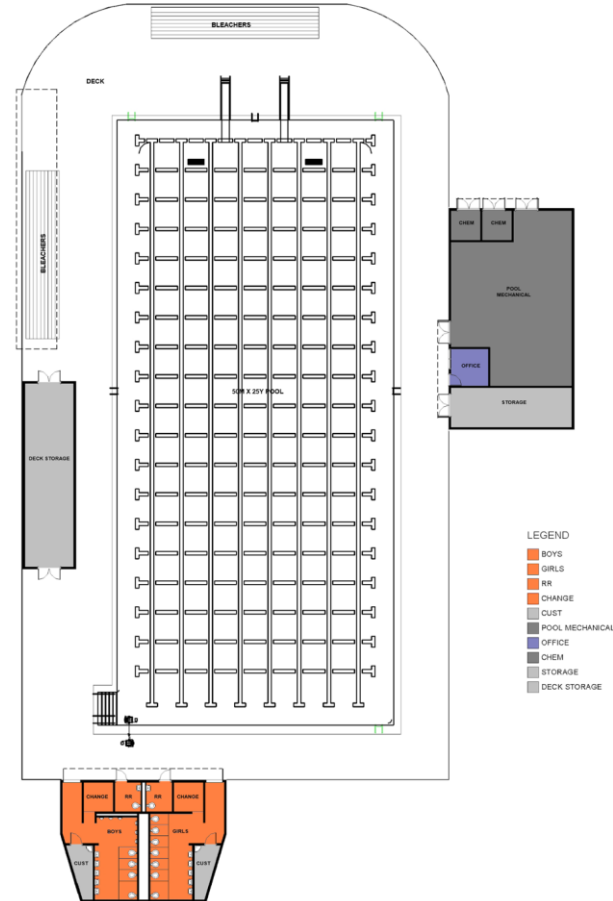 BLEACHERS
DECK
BLEACHERS
CHEM
CHEM
POOL
MECHANICAL
OFFICE
50M X 25Y POOL
STORAGE
DECK STORAGE
LEGEND
BOYS
GIRLS
RR
CHANGE
CUST
POOL MECHANICAL
OFFICE
CHEM
STORAGE
DECK STORAGE
CHANGE
RR
RR
CHANGE
BOYS
GIRLS
CUST
CUST